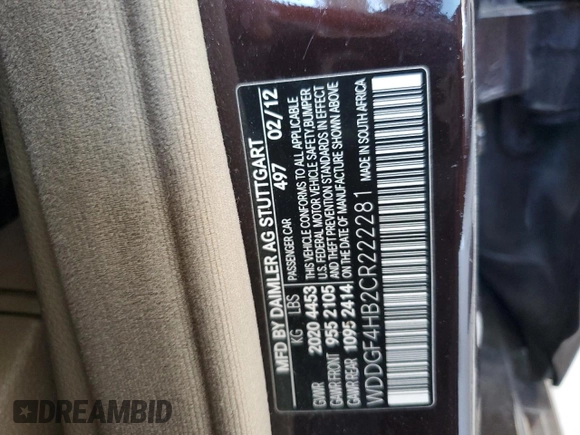 MFD BY DAIMLER AG STUTTGART
497 02/12
KG LBS PASSENGER CAR
GWWR 2020 4453 THIS VEHICLE CONFORMS TO ALL APPLICABLE
GAWR FRONT 955 2105 U.S. FEDERAL MOTOR VEHICLE SAFETY, BUMPER
GAWR REAR 1095 2414 AND THEFT PREVENTION STANDARDS IN EFFECT
ON THE DATE OF MANUFACTURE SHOWN ABOVE
WDDGF4HB2CR222281 MADE IN SOUTH AFRICA
DREAMBID